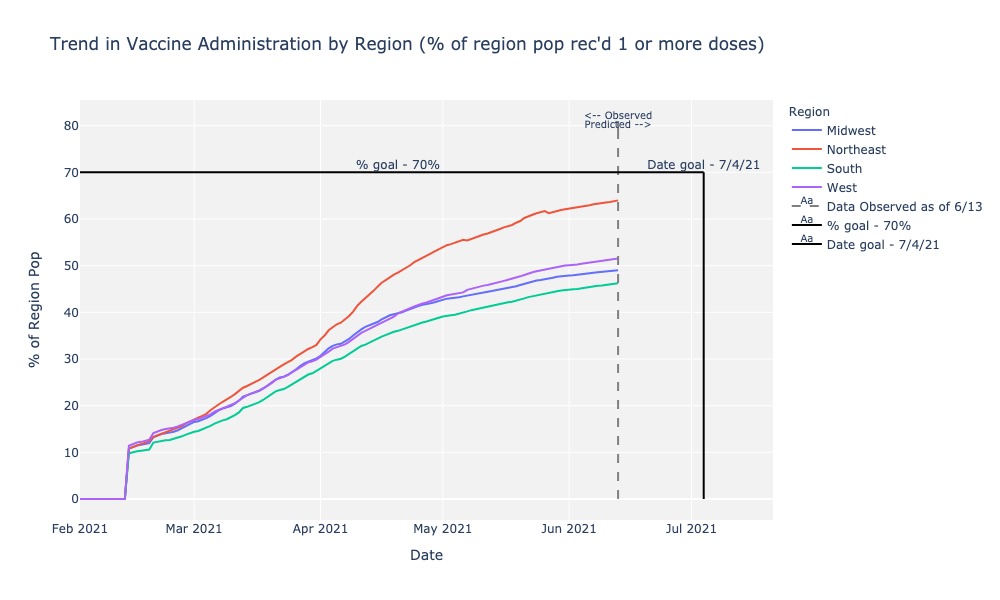 Trend in Vaccine Administration by Region (% of region pop rec'd 1 or more doses)
<-- Observed
Predicted -->
% goal - 70%
Date goal - 7/4/21
80
70
60
50
40
30
20
10
0
% of Region Pop
Feb 2021
Mar 2021
Apr 2021
May 2021
Jun 2021
Jul 2021
Date
Region
Midwest
Northeast
South
West
Aa Data Observed as of 6/13
Aa % goal - 70%
Aa Date goal - 7/4/21